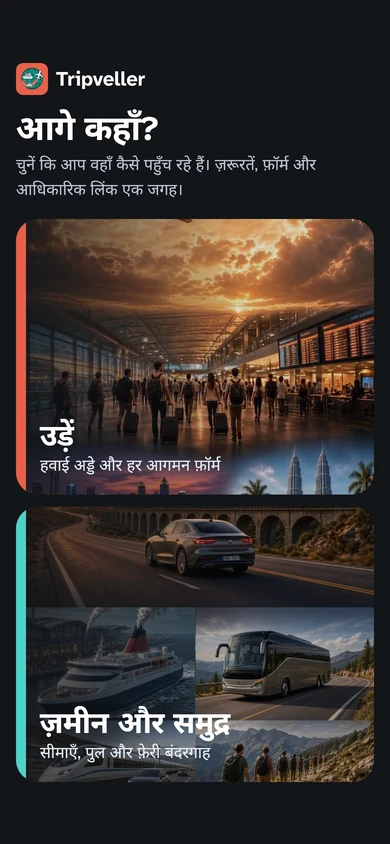 Tripveller
आगे कहाँ?
चुनें कि आप वहाँ कैसे पहुँच रहे हैं। ज़रूरतें, फ़ॉर्म और
आधिकारिक लिंक एक जगह।
उड़ें
हवाई अड्डे और हर आगमन फ़ॉर्म
ज़मीन और समुद्र
सीमाएँ, पुल और फ़ेरी बंदरगाह